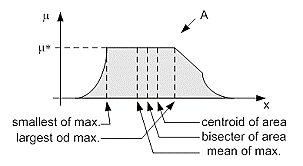 μ
A
μ*
x
smallest of max.
centroid of area
largest od max.
bisecter of area
mean of max.